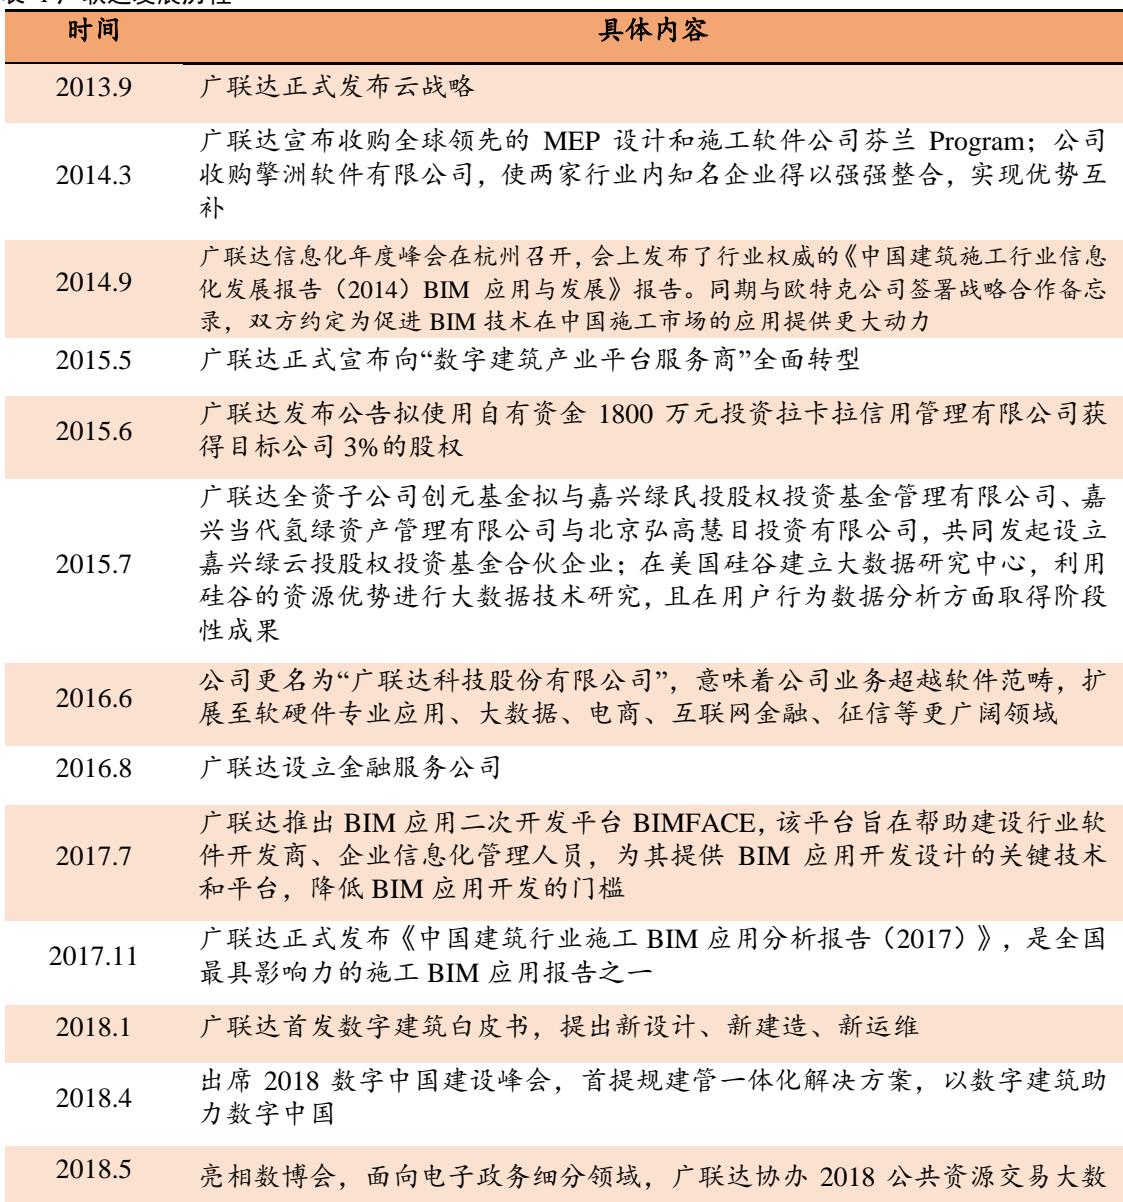 时间 具体内容
2013.9 广联达正式发布云战略
广联达宣布收购全球领先的 MEP 设计和施工软件公司芬兰 Program；公司
2014.3 收购擎洲软件有限公司，使两家行业内知名企业得以强强整合，实现优势互
补
广联达信息化年度峰会在杭州召开，会上发布了行业权威的《中国建筑施工行业信息
2014.9 化发展报告（2014）BIM 应用与发展》报告。同期与欧特克公司签署战略合作备忘
录，双方约定为促进 BIM 技术在中国施工市场的应用提供更大动力
2015.5 广联达正式宣布向“数字建筑产业平台服务商”全面转型
广联达发布公告拟使用自有资金 1800 万元投资拉卡拉信用管理有限公司获
2015.6
得目标公司 3%的股权
广联达全资子公司创元基金拟与嘉兴绿民投股权投资基金管理有限公司、嘉
兴当代氢绿资产管理有限公司与北京弘高慧目投资有限公司，共同发起设立
2015.7 嘉兴绿云投股权投资基金合伙企业；在美国硅谷建立大数据研究中心，利用
硅谷的资源优势进行大数据技术研究，且在用户行为数据分析方面取得阶段
性成果
公司更名为“广联达科技股份有限公司”，意味着公司业务超越软件范畴，扩
2016.6
展至软硬件专业应用、大数据、电商、互联网金融、征信等更广阔领域
2016.8 广联达设立金融服务公司
广联达推出 BIM 应用二次开发平台 BIMFACE，该平台旨在帮助建设行业软
2017.7 件开发商、企业信息化管理人员，为其提供 BIM 应用开发设计的关键技术
和平台，降低 BIM 应用开发的门槛
广联达正式发布《中国建筑行业施工 BIM 应用分析报告（2017）》，是全国
2017.11
最具影响力的施工 BIM 应用报告之一
2018.1 广联达首发数字建筑白皮书，提出新设计、新建造、新运维
出席 2018 数字中国建设峰会，首提规建管一体化解决方案，以数字建筑助
2018.4
力数字中国
2018.5 亮相数博会，面向电子政务细分领域，广联达协办 2018 公共资源交易大数